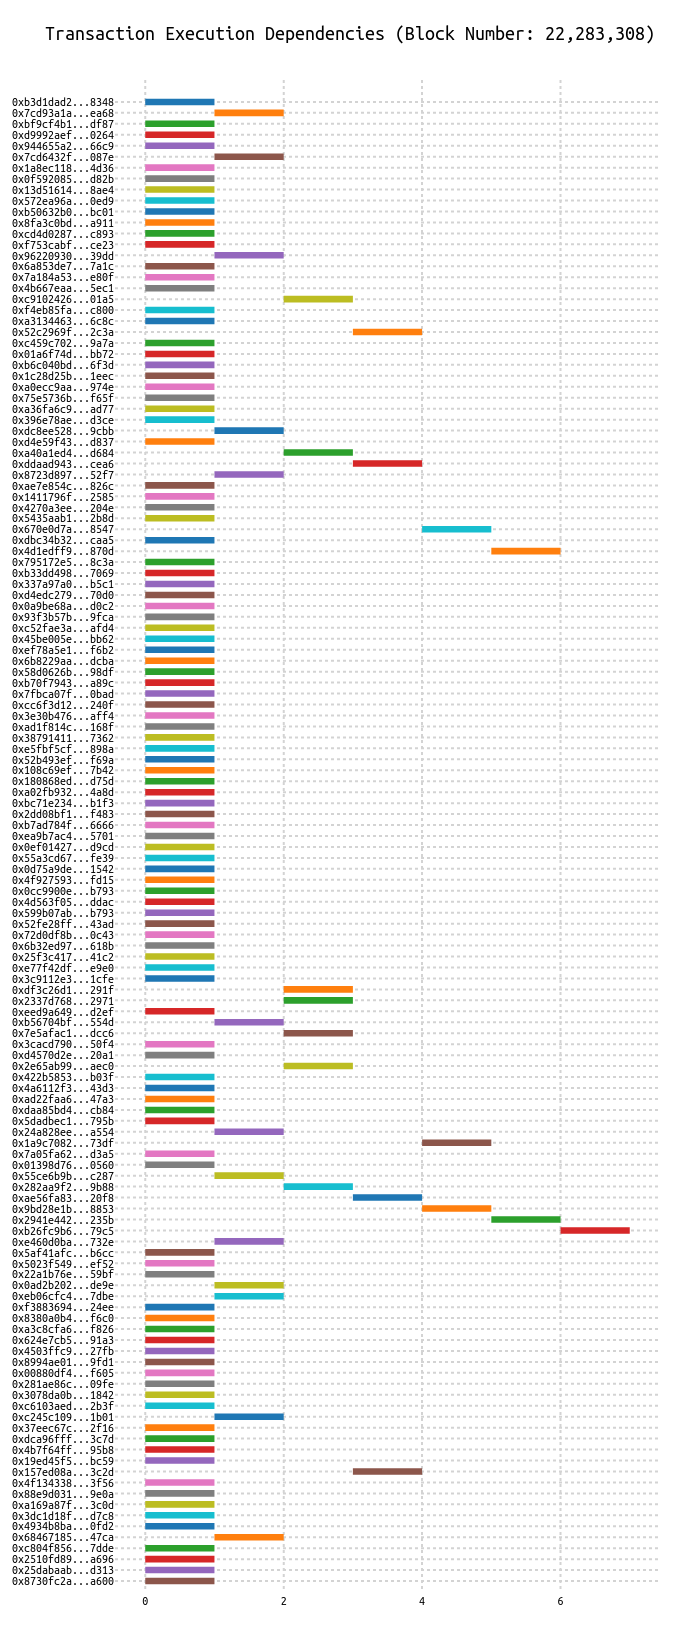 Transaction Execution Dependencies (Block Number: 22,283,308)
0xb3d1dad2...8348
0x7cd93a1a...ea68
0xbf9cf4b1...df87
0xd9992aef...0264
0x944655a2...66c9
0x7cd6432f...087e
0x1a8ec118...4d36
0x0f592085...d82b
0x13d51614...8ae4
0x572ea96a...0ed9
0xb50632b0...bc01
0x8fa3c0bd...a911
0xcd4d0287...c893
0xf753cabf...ce23
0x96220930...39dd
0x6a853de7...7a1c
0x7a184a53...e80f
0x4b667eaa...5ec1
0xc9102426...01a5
0xf4eb85fa...c800
0xa3134463...6c8c
0x52c2969f...2c3a
0xc459c702...9a7a
0x01a6f74d...bb72
0xb6c040bd...6f3d
0x1c28d25b...1eec
0xa0ecc9aa...974e
0x75e5736b...f65f
0xa36fa6c9...ad77
0x396e78ae...d3ce
0xdc8ee528...9cbb
0xd4e59f43...d837
0xa40a1ed4...d684
0xddaad943...cea6
0x8723d897...52f7
0xae7e854c...826c
0x1411796f...2585
0x4270a3ee...204e
0x5435aab1...2b8d
0x670e0d7a...8547
0xdbc34b32...caa5
0x4d1edff9...870d
0x795172e5...8c3a
0xb33dd498...7069
0x337a97a0...b5c1
0xd4edc279...70d0
0x0a9be68a...d0c2
0x93f3b57b...9fca
0xc52fae3a...afd4
0x45be005e...bb62
0xef78a5e1...f6b2
0x6b8229aa...dcba
0x58d0626b...98df
0xb70f7943...a89c
0x7fbca07f...0bad
0xcc6f3d12...240f
0x3e30b476...aff4
0xad1f814c...168f
0x38791411...7362
0xe5fbf5cf...898a
0x52b493ef...f69a
0x108c69ef...7b42
0x180868ed...d75d
0xa02fb932...4a8d
0xbc71e234...b1f3
0x2dd08bf1...f483
0xb7ad784f...6666
0xea9b7ac4...5701
0x0ef01427...d9cd
0x55a3cd67...fe39
0x0d75a9de...1542
0x4f927593...fd15
0x0cc9900e...b793
0x4d563f05...ddac
0x599b07ab...b793
0x52fe28ff...43ad
0x72d0df8b...0c43
0x6b32ed97...618b
0x25f3c417...41c2
0xe77f42df...e9e0
0x3c9112e3...1cfe
0xdf3c26d1...291f
0x2337d768...2971
0xeed9a649...d2ef
0xb56704bf...554d
0x7e5afac1...dcc6
0x3cacd790...50f4
0xd4570d2e...20a1
0x2e65ab99...aec0
0x422b5853...b03f
0x4a6112f3...43d3
0xad22faa6...47a3
0xdaa85bd4...cb84
0x5dadbec1...795b
0x24a828ee...a554
0x1a9c7082...73df
0x7a05fa62...d3a5
0x01398d76...0560
0x55ce6b9b...c287
0x282aa9f2...9b88
0xae56fa83...20f8
0x9bd28e1b...8853
0x2941e442...235b
0xb26fc9b6...79c5
0xe460d0ba...732e
0x5af41afc...b6cc
0x5023f549...ef52
0x22a1b76e...59bf
0x0ad2b202...de9e
0xeb06cfc4...7dbe
0xf3883694...24ee
0x8380a0b4...f6c0
0xa3c8cfa6...f826
0x624e7cb5...91a3
0x4503ffc9...27fb
0x8994ae01...9fd1
0x00880df4...f605
0x281ae86c...09fe
0x3078da0b...1842
0xc6103aed...2b3f
0xc245c109...1b01
0x37eec67c...2f16
0xdca96fff...3c7d
0x4b7f64ff...95b8
0x19ed45f5...bc59
0x157ed08a...3c2d
0x4f134338...3f56
0x88e9d031...9e0a
0xa169a87f...3c0d
0x3dc1d18f...d7c8
0x4934b8ba...0fd2
0x68467185...47ca
0xc804f856...7dde
0x2510fd89...a696
0x25dabaab...d313
0x8730fc2a...a600
0 2 4 6